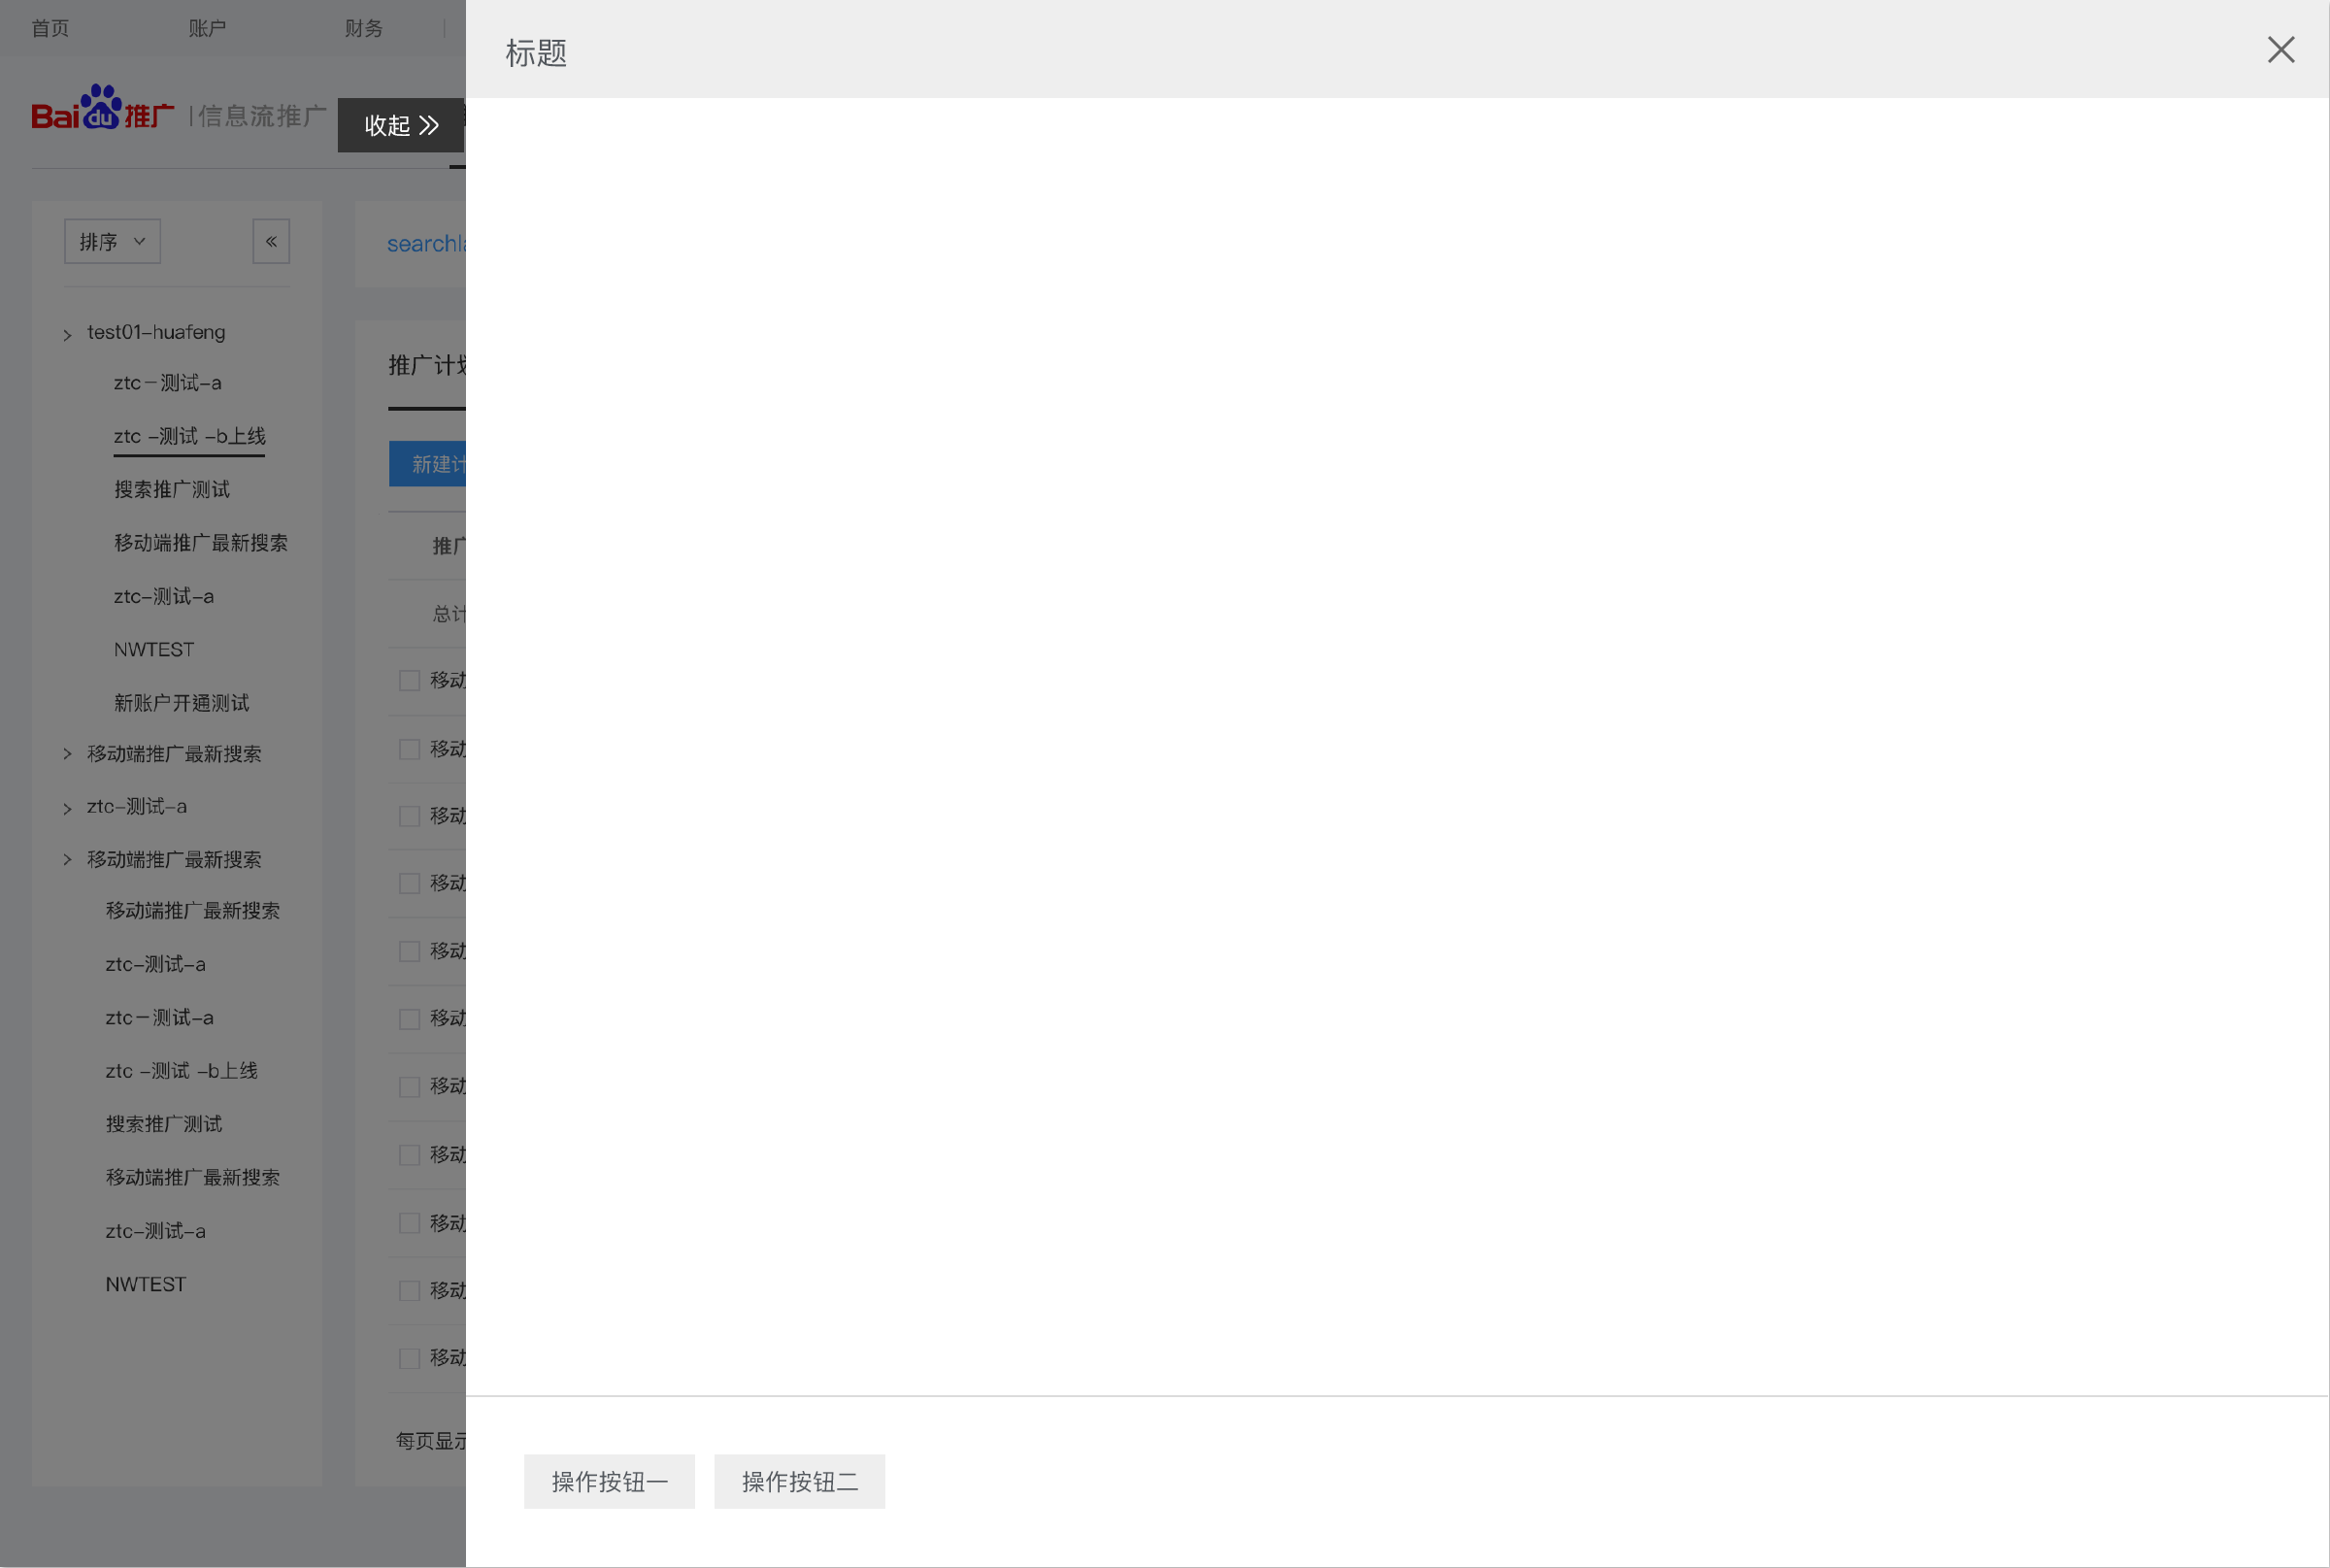 首页 账户 财务
标题
Baidu推广 信息流推广
收起
排序
test01-huafeng
ztc－测试-a
ztc -测试 -b上线
搜索推广测试
移动端推广最新搜索
ztc-测试-a
NWTEST
新账户开通测试
移动端推广最新搜索
ztc-测试-a
移动端推广最新搜索
移动端推广最新搜索
ztc-测试-a
ztc－测试-a
ztc -测试 -b上线
搜索推广测试
移动端推广最新搜索
ztc-测试-a
NWTEST
searchla
推广计划
新建计
推广
总计
移动
移动
移动
移动
移动
移动
移动
移动
移动
移动
移动
每页显示
操作按钮一 操作按钮二